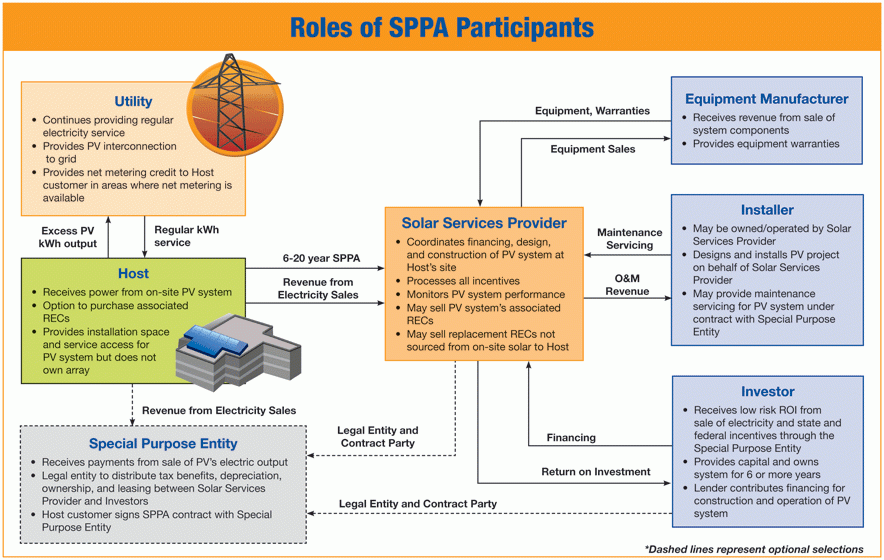 Roles of SPPA Participants
Utility
• Continues providing regular
electricity service
• Provides PV interconnection
to grid
• Provides net metering credit to Host
customer in areas where net metering is
available
Excess PV
kWh output
Regular kWh
service
Host
• Receives power from on-site PV system
• Option to purchase associated
RECs
• Provides installation space
and service access for
PV system but does not
own array
6-20 year SPPA
Revenue from
Electricity Sales
Revenue from Electricity Sales
Special Purpose Entity
• Receives payments from sale of PV's electric output
• Legal entity to distribute tax benefits, depreciation,
ownership, and leasing between Solar Services
Provider and Investors
• Host customer signs SPPA contract with Special
Purpose Entity
Solar Services Provider
• Coordinates financing, design,
and construction of PV system at
Host's site
• Processes all incentives
• Monitors PV system performance
• May sell PV system's associated
RECs
• May sell replacement RECs not
sourced from on-site solar to Host
Legal Entity and
Contract Party
Legal Entity and Contract Party
Equipment, Warranties
Equipment Sales
Equipment Manufacturer
• Receives revenue from sale of
system components
• Provides equipment warranties
Maintenance
Servicing
O&M
Revenue
Installer
• May be owned/operated by Solar
Services Provider
• Designs and installs PV project
on behalf of Solar Services
Provider
• May provide maintenance
servicing for PV system under
contract with Special Purpose
Entity
Financing
Return on Investment
Investor
• Receives low risk ROI from
sale of electricity and state and
federal incentives through the
Special Purpose Entity
• Provides capital and owns
system for 6 or more years
• Lender contributes financing for
construction and operation of PV
system
*Dashed lines represent optional selections